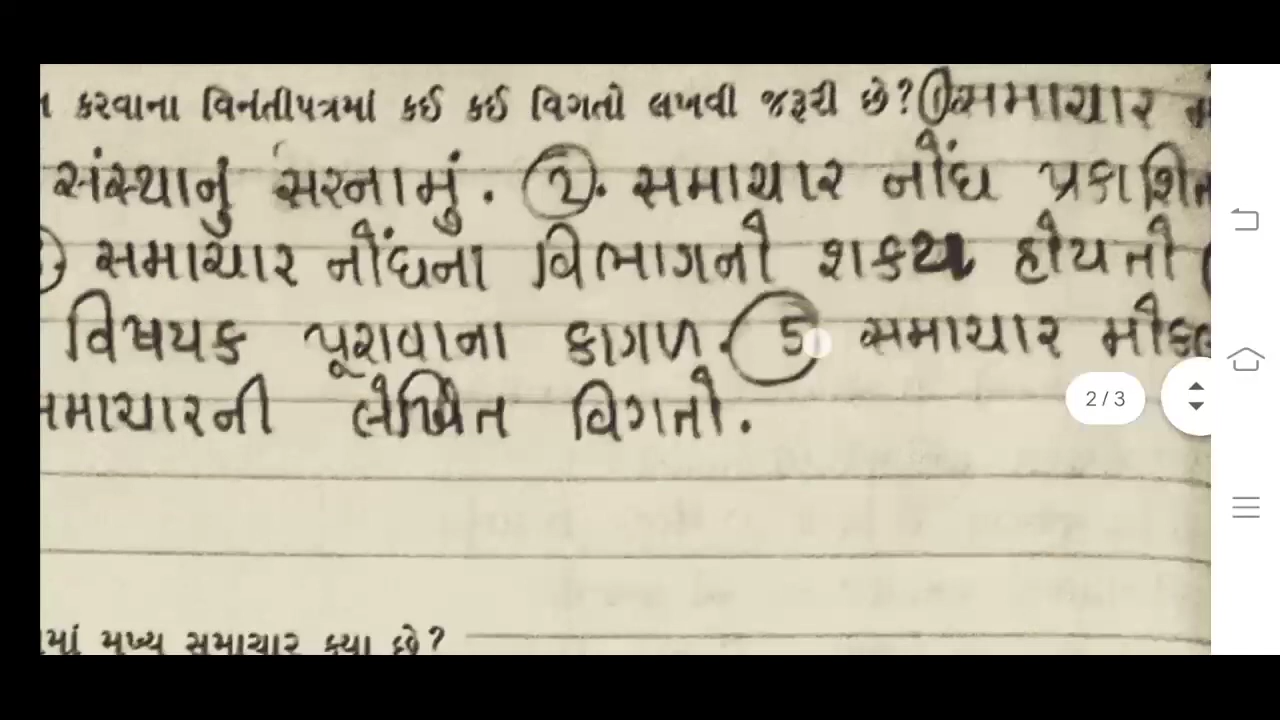 કરવાના વિનંતીપત્રમાં કઈ કઈ વિગતો લખવી જરૂરી છે? ① સમાચાર
સંસ્થાનું સરનામું. ②. સમાચાર નોંધ પ્રકાશિત
સમાચાર નોંધના વિભાગનો શક્ય હોય તો
વિષયક પૂરાવાના કાગળ. ⑤ સમાચાર
સમાચારની લેખિત વિગતો.
2/3
મુખ્ય સમાચાર ક્યા છે?